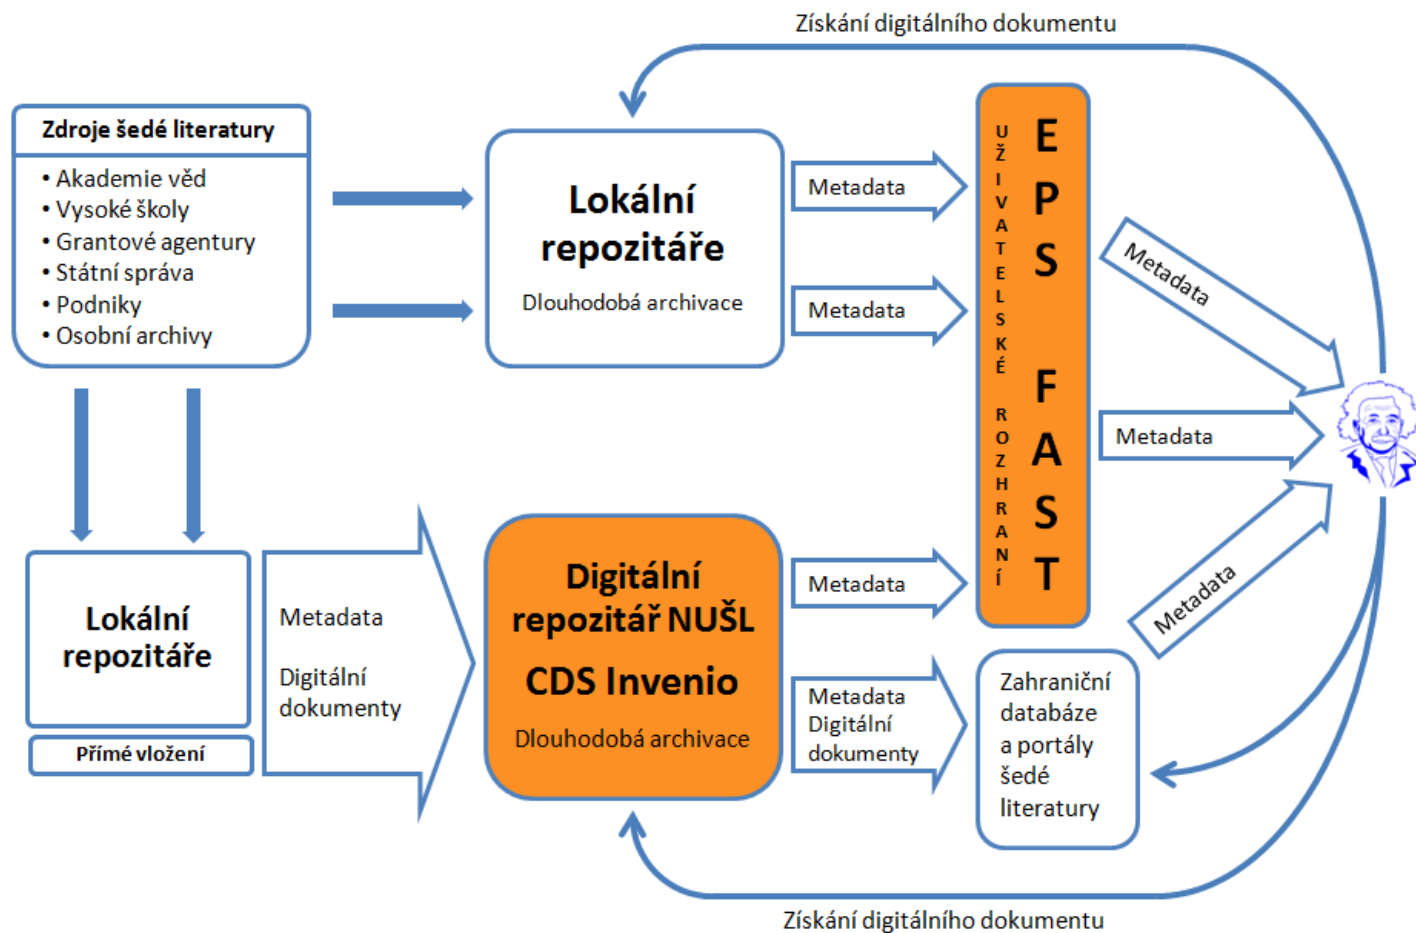 Získání digitálního dokumentu
Zdroje šedé literatury
• Akademie věd
• Vysoké školy
• Grantové agentury
• Státní správa
• Podniky
• Osobní archivy
Lokální
repozitáře
Dlouhodobá archivace
Metadata
Metadata
UŽIVATELSKÉ ROZHRANÍ
EPS FAST
Metadata
Metadata
Metadata
Lokální
repozitáře
Přímé vložení
Metadata
Digitální
dokumenty
Digitální
repozitář NUŠL
CDS Invenio
Dlouhodobá archivace
Metadata
Metadata
Digitální
dokumenty
Zahraniční
databáze
a portály
šedé
literatury
Získání digitálního dokumentu